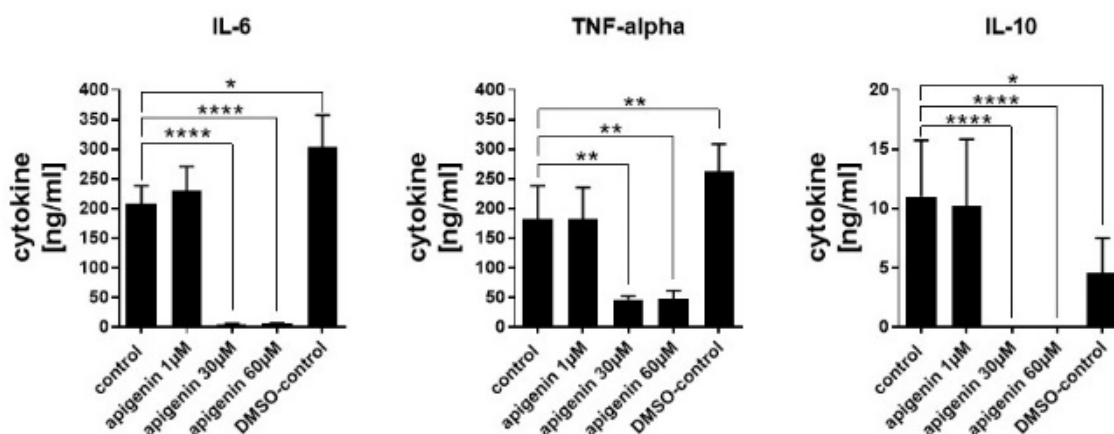 IL-6
*
****
****
400
350
300
250
200
150
100
50
0
cytokine
[ng/ml]
control
apigenin 1µM
apigenin 30µM
apigenin 60µM
DMSO-control
TNF-alpha
**
**
**
400
350
300
250
200
150
100
50
0
cytokine
[ng/ml]
control
apigenin 1µM
apigenin 30µM
apigenin 60µM
DMSO-control
IL-10
*
****
****
20
15
10
5
0
cytokine
[ng/ml]
control
apigenin 1µM
apigenin 30µM
apigenin 60µM
DMSO-control